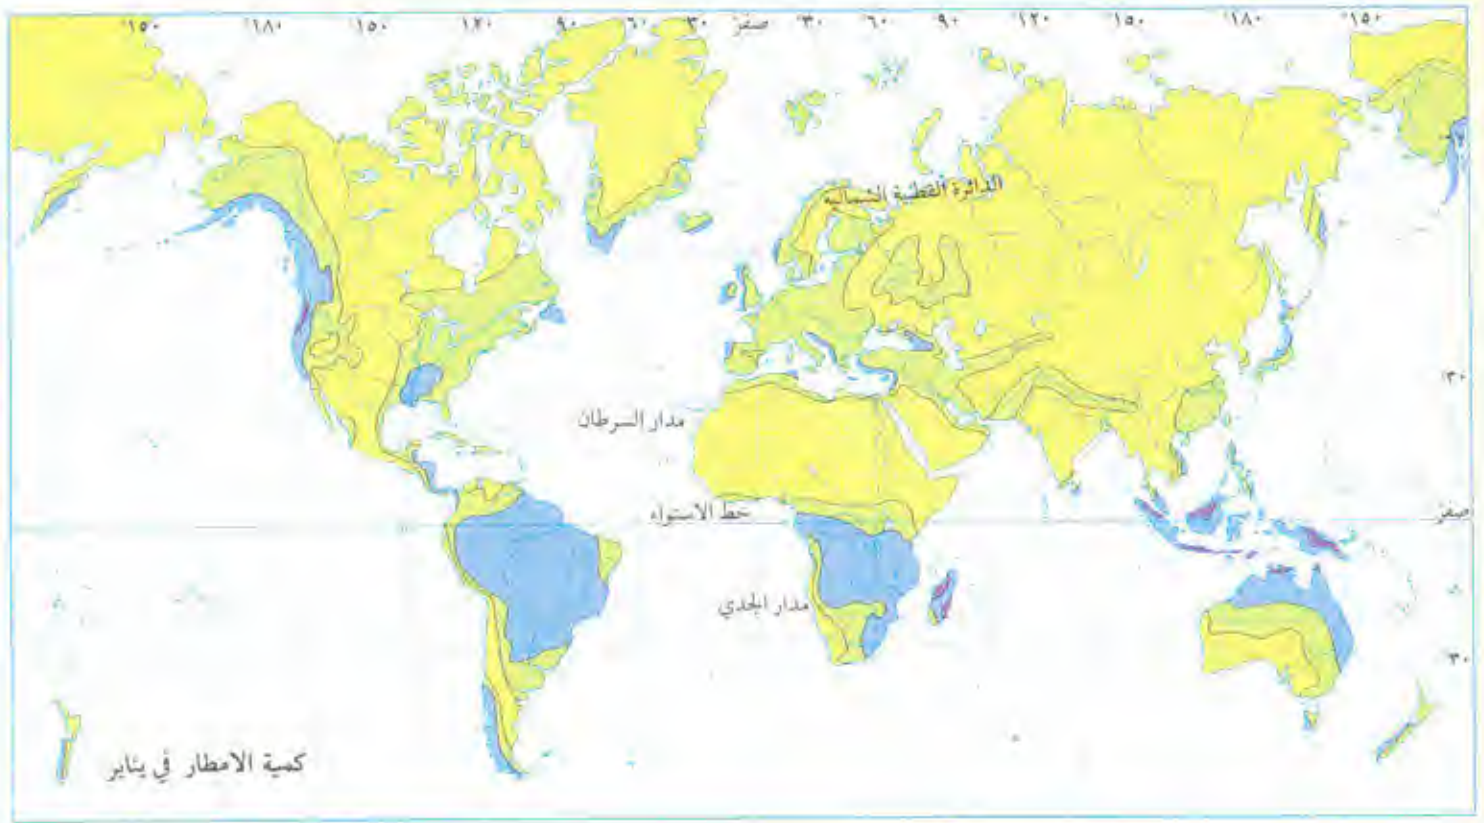 °١٥٠ °١٨٠ °١٥٠ °١٢٠ °٩٠ °٦٠ °٣٠ صفر °٣٠ °٦٠ °٩٠ °١٢٠ °١٥٠ °١٨٠ °١٥٠
الدائرة القطبية الشمالية
°٣٠
مدار السرطان
خط الاستواء
صفر
مدار الجدي
°٣٠
كمية الامطار في يناير